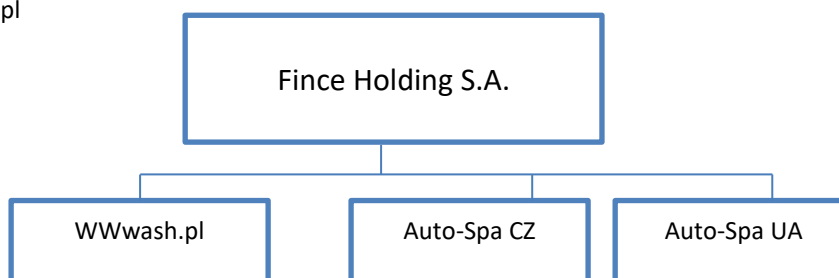 pl
Fince Holding S.A.
WWwash.pl
Auto-Spa CZ
Auto-Spa UA